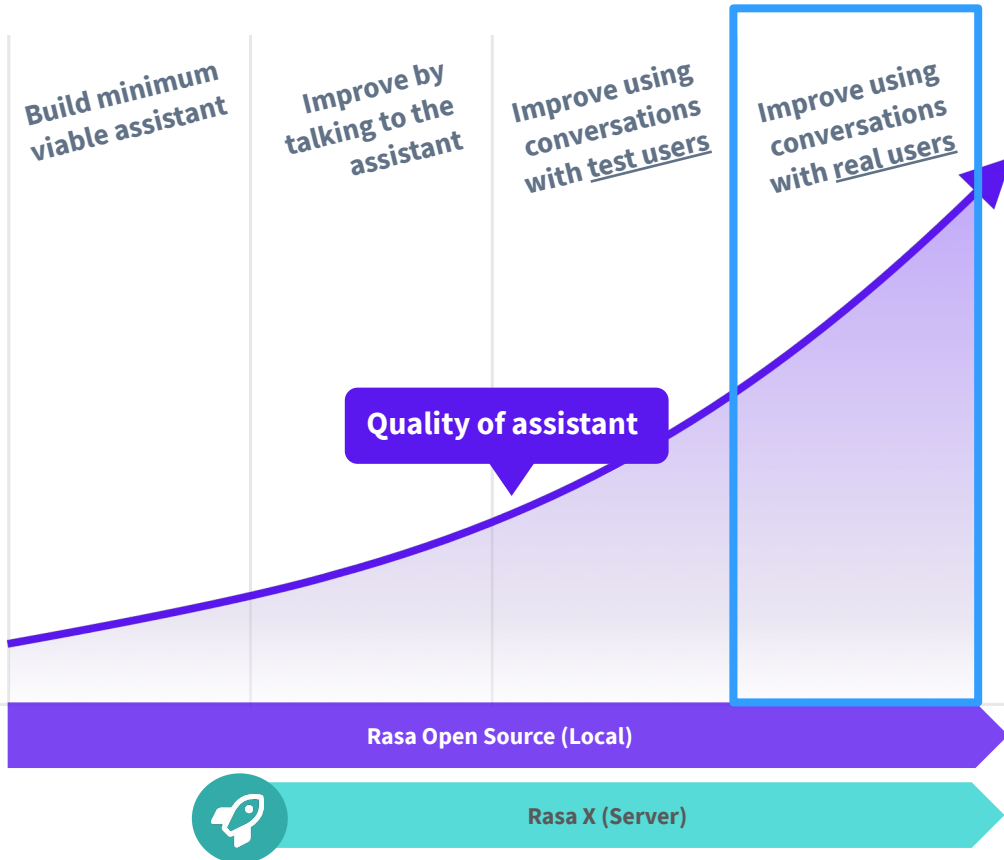 Build minimum
viable assistant
Improve by
talking to the
assistant
Improve using
conversations
with test users
Improve using
conversations
with real users
Quality of assistant
Rasa Open Source (Local)
Rasa X (Server)